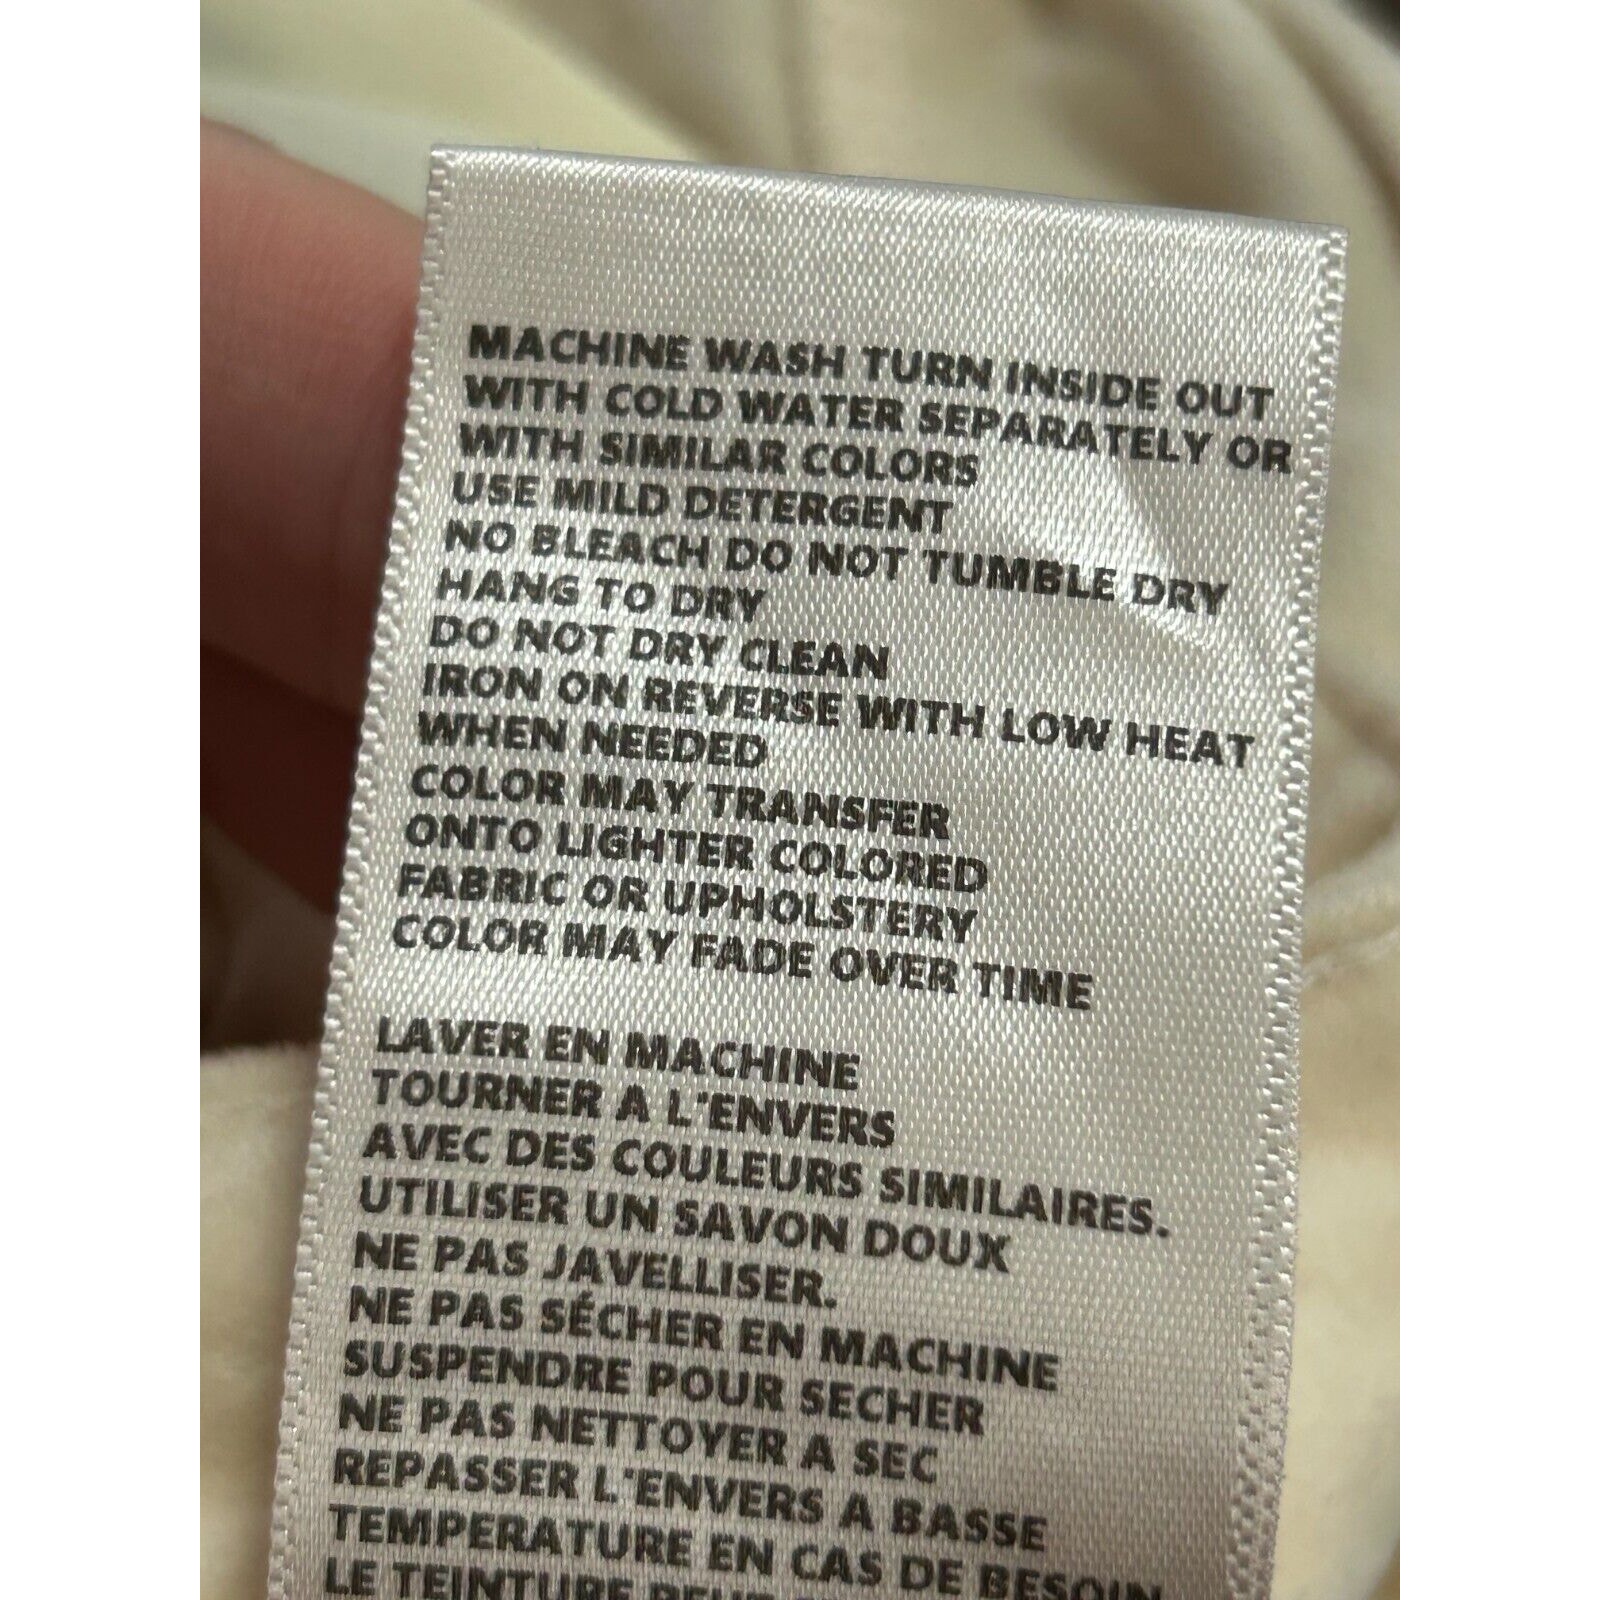 MACHINE WASH TURN INSIDE OUT
WITH COLD WATER SEPARATELY OR
WITH SIMILAR COLORS
USE MILD DETERGENT
NO BLEACH DO NOT TUMBLE DRY
HANG TO DRY
DO NOT DRY CLEAN
IRON ON REVERSE WITH LOW HEAT
WHEN NEEDED
COLOR MAY TRANSFER
ONTO LIGHTER COLORED
FABRIC OR UPHOLSTERY
COLOR MAY FADE OVER TIME
LAVER EN MACHINE
TOURNER A L'ENVERS
AVEC DES COULEURS SIMILAIRES.
UTILISER UN SAVON DOUX
NE PAS JAVELLISER.
NE PAS SÉCHER EN MACHINE
SUSPENDRE POUR SECHER
NE PAS NETTOYER A SEC
REPASSER L'ENVERS A BASSE
TEMPERATURE EN CAS DE BESOIN
LE TEINTURE